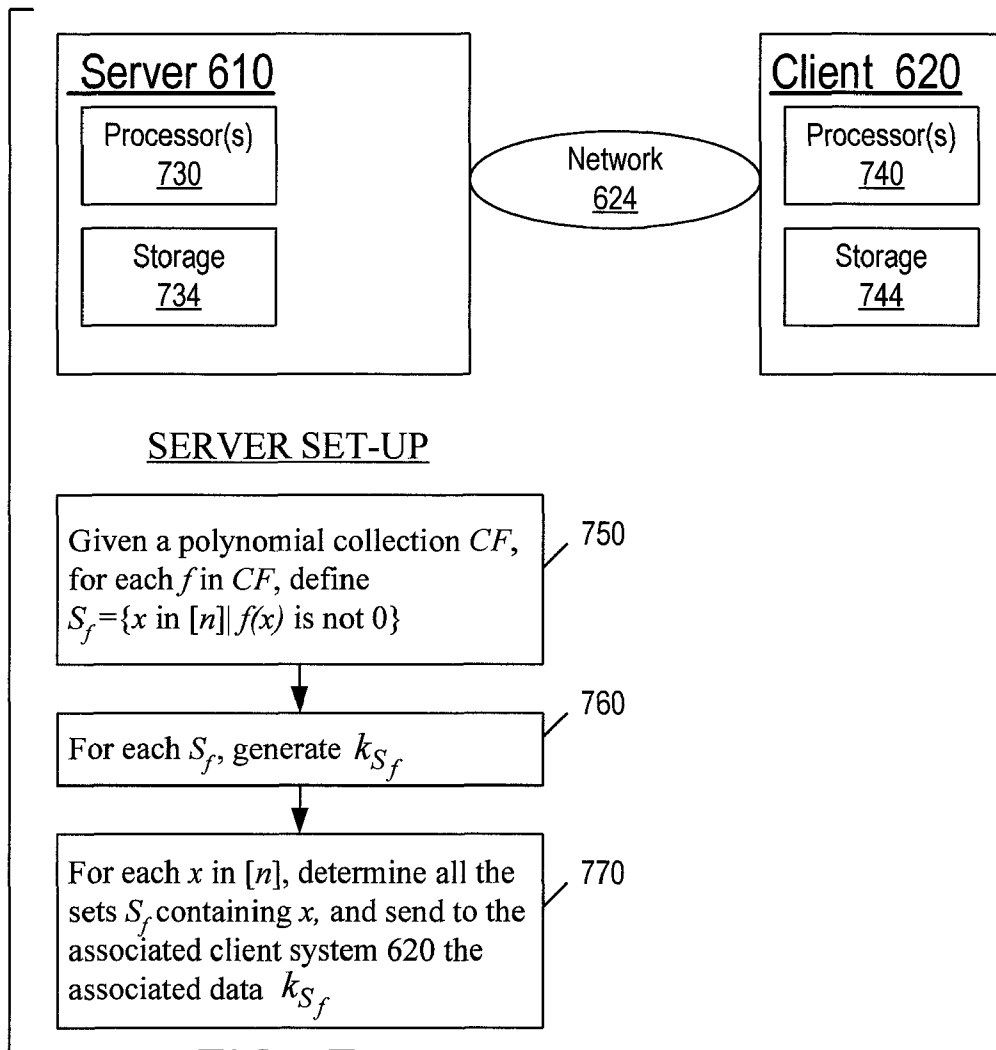 Server 610
Processor(s)
730
Storage
734
Network
624
Client 620
Processor(s)
740
Storage
744
SERVER SET-UP
Given a polynomial collection CF,
for each f in CF, define
S_f={x in [n]| f(x) is not 0}
750
For each S_f, generate k_{S_f}
760
For each x in [n], determine all the
sets S_f containing x, and send to the
associated client system 620 the
associated data k_{S_f}
770